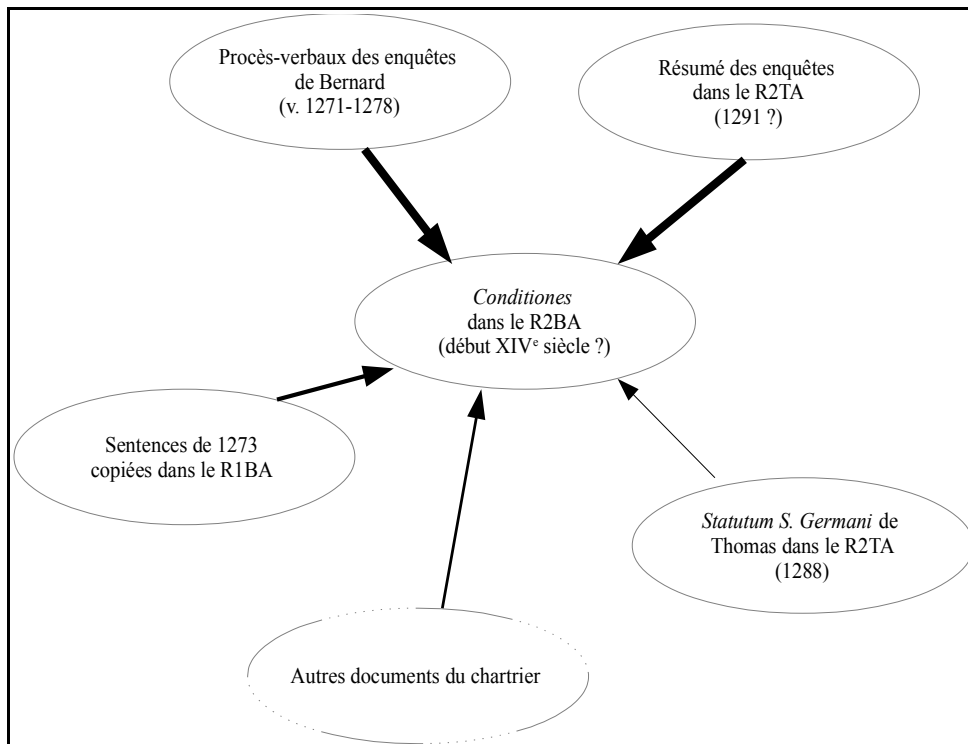 Procès-verbaux des enquêtes
de Bernard
(v. 1271-1278)
Résumé des enquêtes
dans le R2TA
(1291 ?)
Conditiones
dans le R2BA
(début XIVe siècle ?)
Sentences de 1273
copiées dans le R1BA
Statutum S. Germani de
Thomas dans le R2TA
(1288)
Autres documents du chartrier